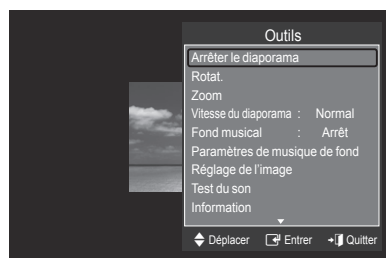 Outils
Arrêter le diaporama
Rotat.
Zoom
Vitesse du diaporama : Normal
Fond musical : Arrêt
Paramètres de musique de fond
Réglage de l'image
Test du son
Information
Déplacer Entrer Quitter